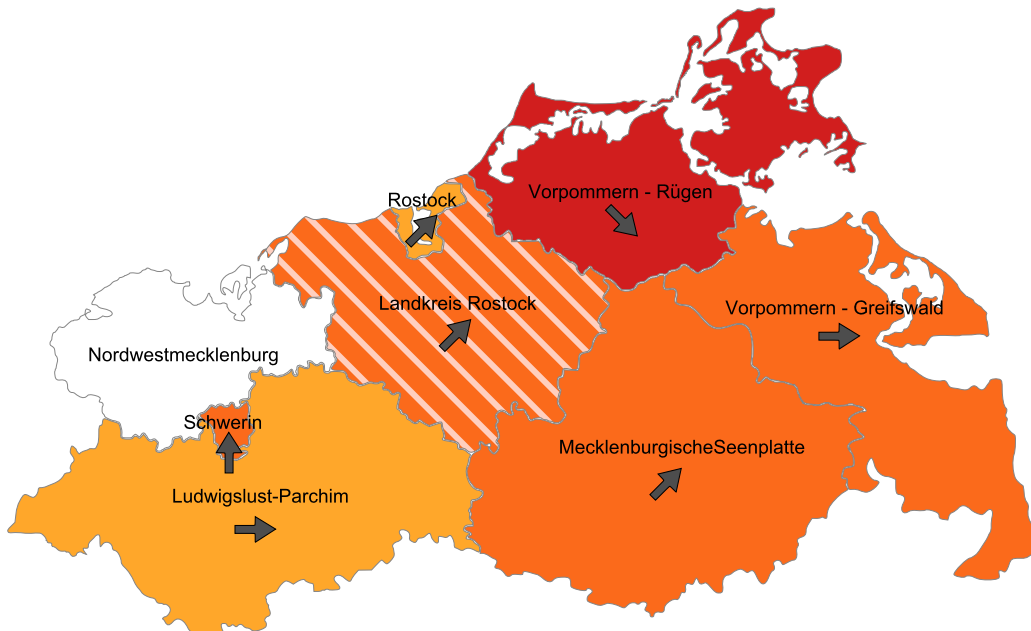 Vorpommern - Rügen
Rostock
Landkreis Rostock
Vorpommern - Greifswald
Nordwestmecklenburg
Schwerin
MecklenburgischeSeenplatte
Ludwigslust-Parchim